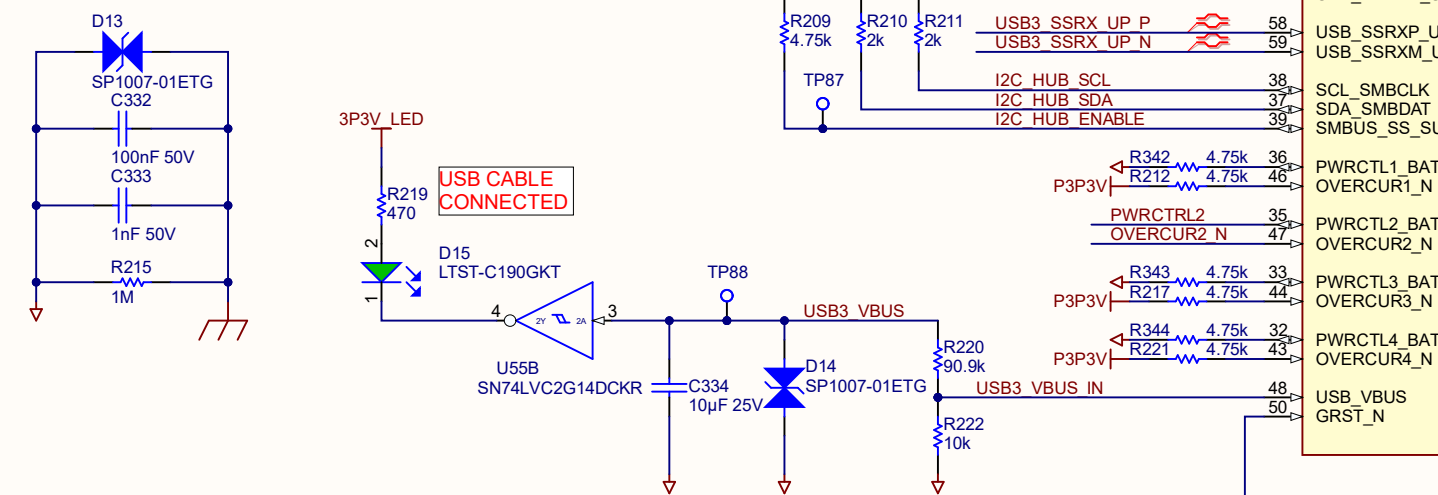 D13
SP1007-01ETG
C332
100nF 50V
C333
1nF 50V
R215
1M
3P3V_LED
R219
470
USB CABLE
CONNECTED
2
D15
LTST-C190GKT
1
4
2Y
2A
3
U55B
SN74LVC2G14DCKR
TP88
USB3_VBUS
C334
10µF 25V
D14
SP1007-01ETG
R220
90.9k
USB3_VBUS_IN
R222
10k
R209
4.75k
R210
2k
R211
2k
TP87
USB3_SSRX_UP_P
USB3_SSRX_UP_N
I2C_HUB_SCL
I2C_HUB_SDA
I2C_HUB_ENABLE
R342 4.75k
P3P3V R212 4.75k
PWRCTRL2
OVERCUR2_N
R343 4.75k
P3P3V R217 4.75k
R344 4.75k
P3P3V R221 4.75k
58 USB_SSRXP_U
59 USB_SSRXM_U
38 SCL_SMBCLK
37 SDA_SMBDAT
39 SMBUS_SS_SU
36 PWRCTL1_BAT
46 OVERCUR1_N
35 PWRCTL2_BAT
47 OVERCUR2_N
33 PWRCTL3_BAT
44 OVERCUR3_N
32 PWRCTL4_BAT
43 OVERCUR4_N
48 USB_VBUS
50 GRST_N